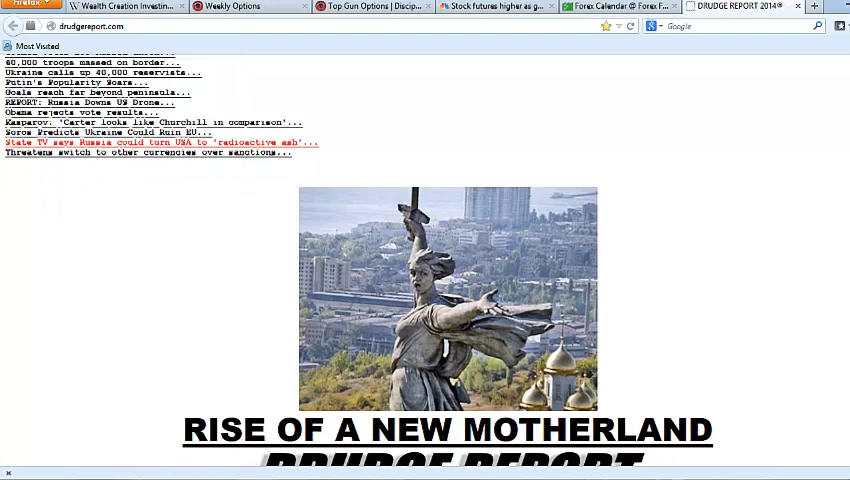 Firefox
Wealth Creation Investin...
Weekly Options
Top Gun Options | Discip...
Stock futures higher as g...
Forex Calendar @ Forex F...
DRUDGE REPORT 2014®
drudgereport.com
Google
Most Visited
60,000 troops massed on border...
Ukraine calls up 40,000 reservists...
Putin's Popularity Soars...
Goals reach far beyond peninsula...
REPORT: Russia Downs US Drone...
Obama rejects vote results...
Kasparov: 'Carter looks like Churchill in comparison'...
Soros Predicts Ukraine Could Ruin EU...
State TV says Russia could turn USA to 'radioactive ash'...
Threatens switch to other currencies over sanctions...
RISE OF A NEW MOTHERLAND
DRUDGE REPORT